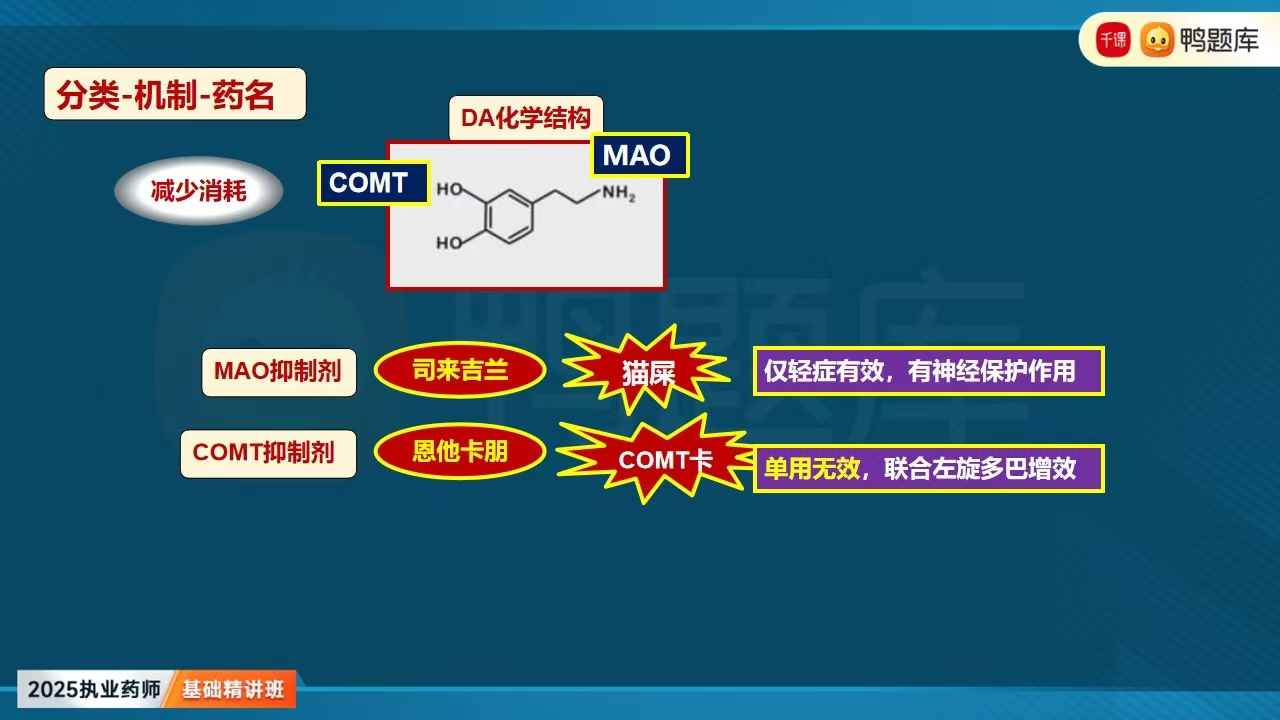 千课 鸭题库
分类-机制-药名
DA化学结构
MAO
减少消耗
COMT
HO
NH₂
HO
鸭题库
MAO抑制剂 司来吉兰 猫屎 仅轻症有效，有神经保护作用
COMT抑制剂 恩他卡朋 COMT卡 单用无效，联合左旋多巴增效
2025执业药师 基础精讲班